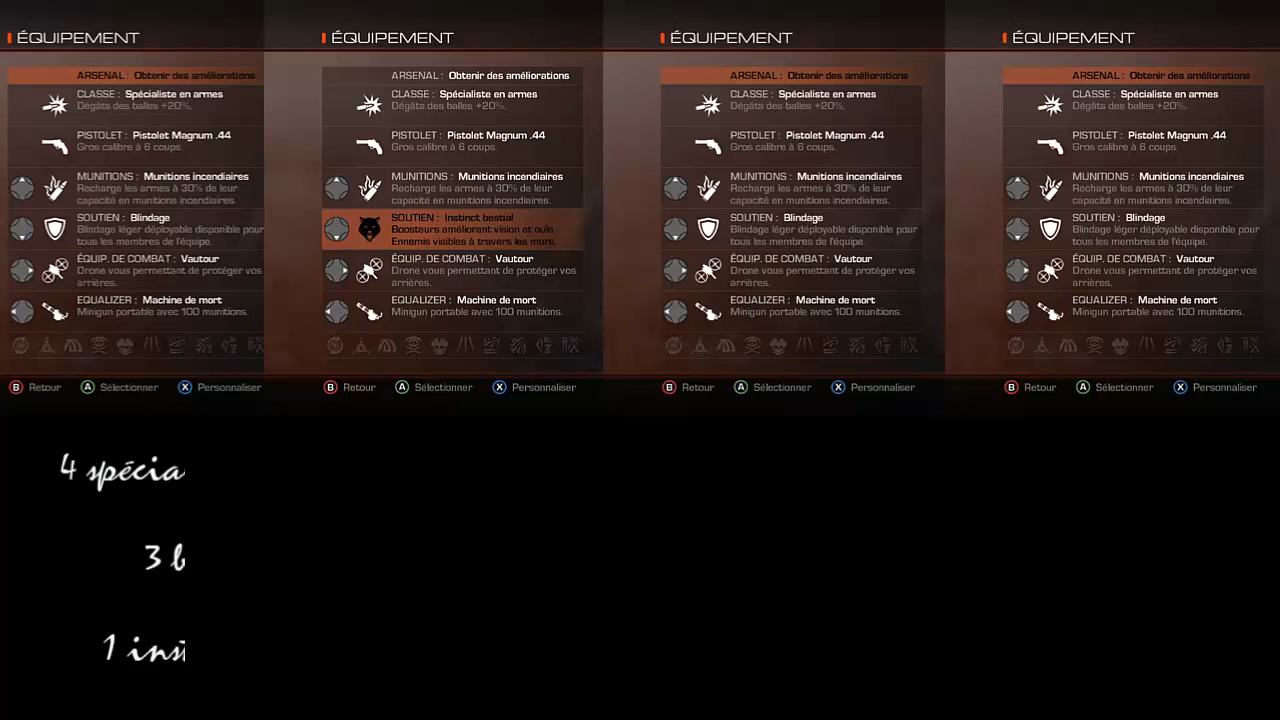 ÉQUIPEMENT
ARSENAL : Obtenir des améliorations
CLASSE : Spécialiste en armes
Dégâts des balles +20%.
PISTOLET : Pistolet Magnum .44
Gros calibre à 6 coups.
MUNITIONS : Munitions incendiaires
Recharge les armes à 30% de leur
capacité en munitions incendiaires.
SOUTIEN : Blindage
Blindage léger déployable disponible pour
tous les membres de l'équipe.
ÉQUIP. DE COMBAT : Vautour
Drone vous permettant de protéger vos
arrières.
EQUALIZER : Machine de mort
Minigun portable avec 100 munitions.
B Retour A Sélectionner X Personnaliser
ÉQUIPEMENT
ARSENAL : Obtenir des améliorations
CLASSE : Spécialiste en armes
Dégâts des balles +20%.
PISTOLET : Pistolet Magnum .44
Gros calibre à 6 coups.
MUNITIONS : Munitions incendiaires
Recharge les armes à 30% de leur
capacité en munitions incendiaires.
SOUTIEN : Instinct bestial
Boosteurs améliorant vision et ouïe.
Ennemis visibles à travers les murs.
ÉQUIP. DE COMBAT : Vautour
Drone vous permettant de protéger vos
arrières.
EQUALIZER : Machine de mort
Minigun portable avec 100 munitions.
B Retour A Sélectionner X Personnaliser
ÉQUIPEMENT
ARSENAL : Obtenir des améliorations
CLASSE : Spécialiste en armes
Dégâts des balles +20%.
PISTOLET : Pistolet Magnum .44
Gros calibre à 6 coups.
MUNITIONS : Munitions incendiaires
Recharge les armes à 30% de leur
capacité en munitions incendiaires.
SOUTIEN : Blindage
Blindage léger déployable disponible pour
tous les membres de l'équipe.
ÉQUIP. DE COMBAT : Vautour
Drone vous permettant de protéger vos
arrières.
EQUALIZER : Machine de mort
Minigun portable avec 100 munitions.
B Retour A Sélectionner X Personnaliser
ÉQUIPEMENT
ARSENAL : Obtenir des améliorations
CLASSE : Spécialiste en armes
Dégâts des balles +20%.
PISTOLET : Pistolet Magnum .44
Gros calibre à 6 coups.
MUNITIONS : Munitions incendiaires
Recharge les armes à 30% de leur
capacité en munitions incendiaires.
SOUTIEN : Blindage
Blindage léger déployable disponible pour
tous les membres de l'équipe.
ÉQUIP. DE COMBAT : Vautour
Drone vous permettant de protéger vos
arrières.
EQUALIZER : Machine de mort
Minigun portable avec 100 munitions.
B Retour A Sélectionner X Personnaliser
4 spécia
3 b
1 inst